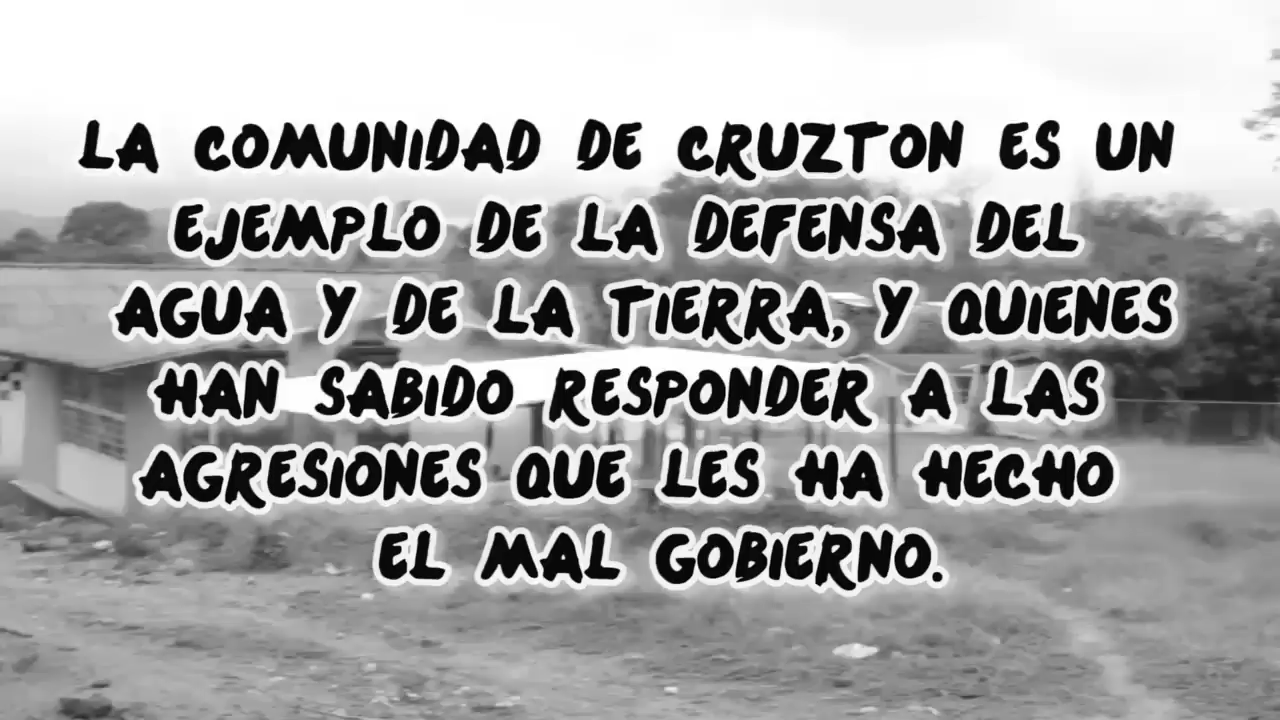 LA COMUNIDAD DE CRUZTON ES UN
EJEMPLO DE LA DEFENSA DEL
AGUA Y DE LA TIERRA, Y QUIENES
HAN SABIDO RESPONDER A LAS
AGRESIONES QUE LES HA HECHO
EL MAL GOBIERNO.